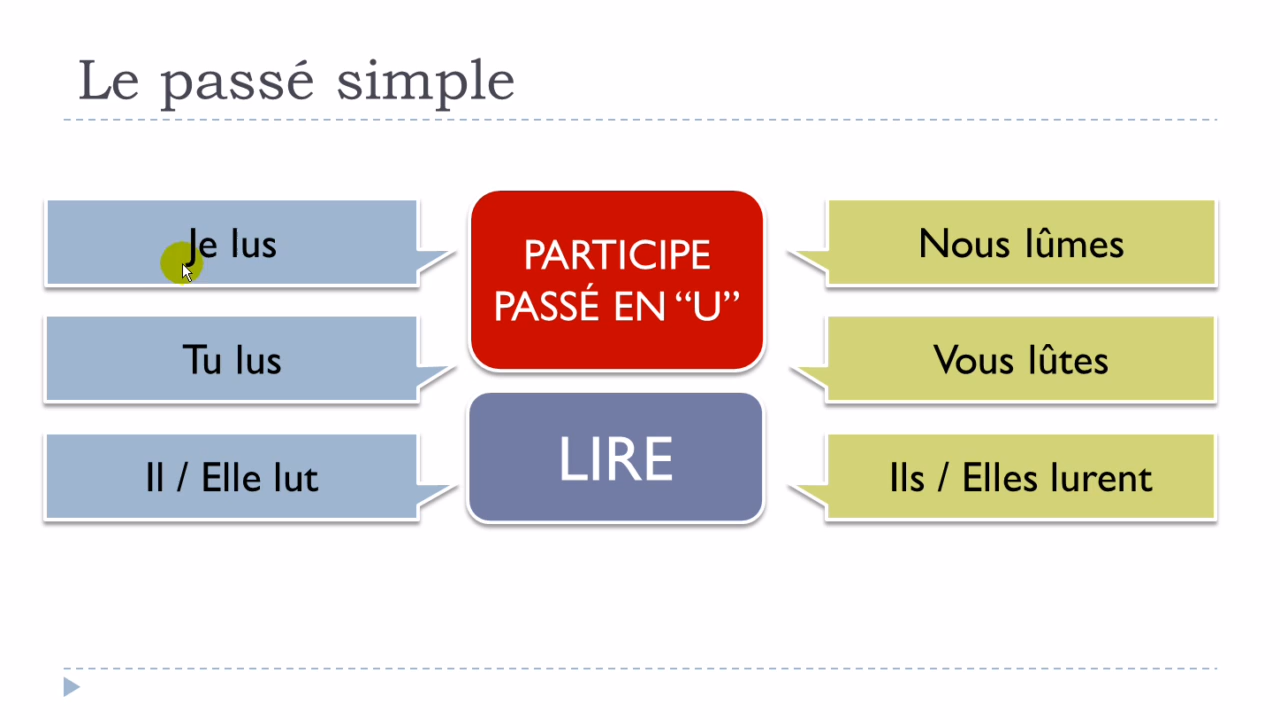 Le passé simple
Je lus
Tu lus
Il / Elle lut
PARTICIPE
PASSÉ EN “U”
LIRE
Nous lûmes
Vous lûtes
Ils / Elles lurent